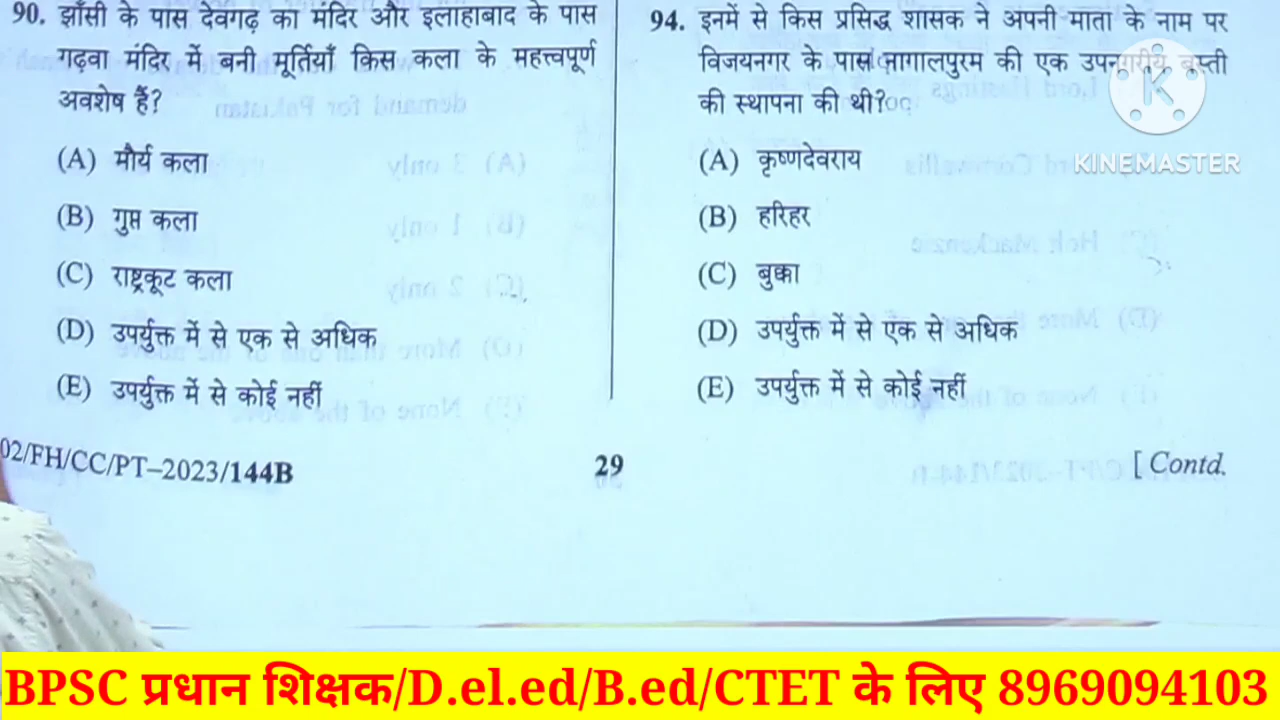 90. झाँसी के पास देवगढ़ का मंदिर और इलाहाबाद के पास
गढ़वा मंदिर में बनी मूर्तियाँ किस कला के महत्त्वपूर्ण
अवशेष हैं?
(A) मौर्य कला
(B) गुप्त कला
(C) राष्ट्रकूट कला
(D) उपर्युक्त में से एक से अधिक
(E) उपर्युक्त में से कोई नहीं
94. इनमें से किस प्रसिद्ध शासक ने अपनी माता के नाम पर
विजयनगर के पास नागालपुरम की एक उपनगरीय बस्ती
की स्थापना की थी?
(A) कृष्णदेवराय
(B) हरिहर
(C) बुक्का
(D) उपर्युक्त में से एक से अधिक
(E) उपर्युक्त में से कोई नहीं
KINEMASTER
02/FH/CC/PT–2023/144B
29
[ Contd.
BPSC प्रधान शिक्षक/D.el.ed/B.ed/CTET के लिए 8969094103